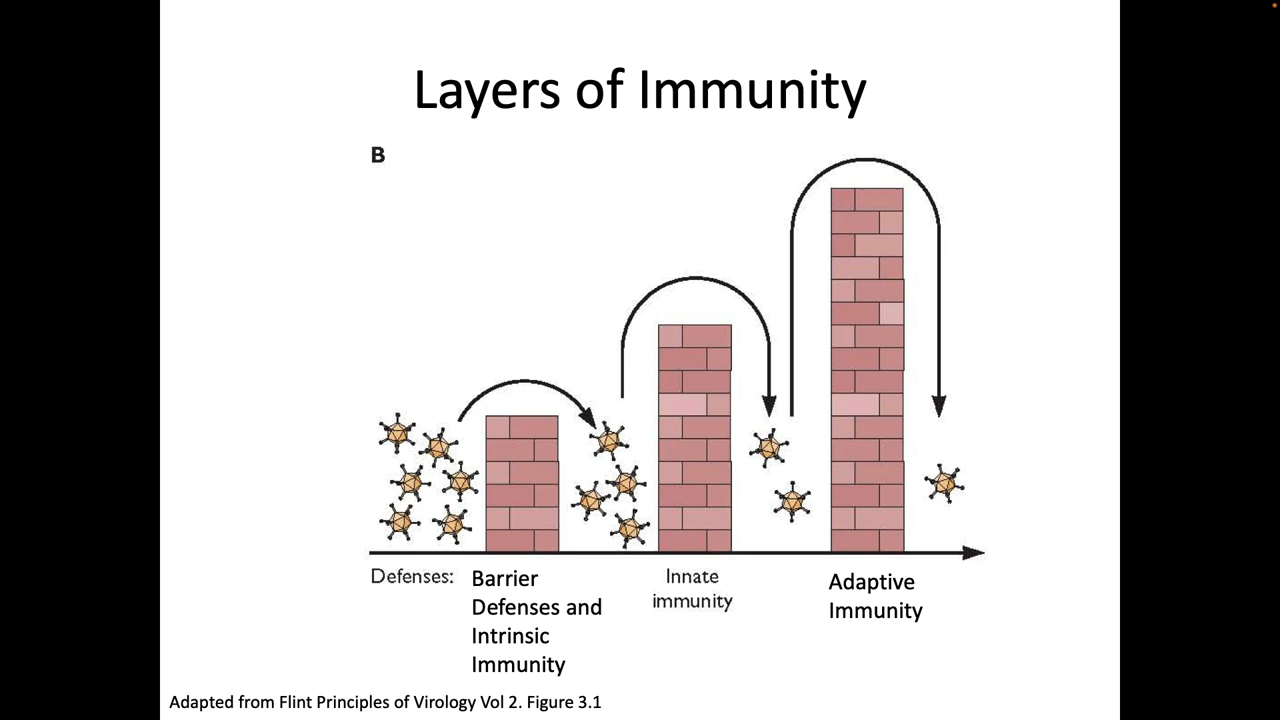 Layers of Immunity
B
Defenses:
Barrier
Defenses and
Intrinsic
Immunity
Innate
immunity
Adaptive
Immunity
Adapted from Flint Principles of Virology Vol 2. Figure 3.1